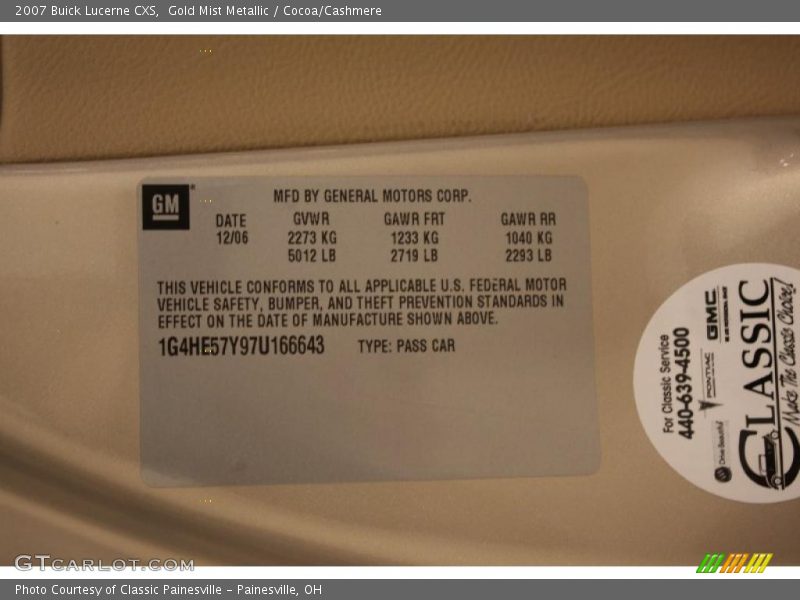 2007 Buick Lucerne CXS,  Gold Mist Metallic / Cocoa/Cashmere
GM
MFD BY GENERAL MOTORS CORP.
DATE GVWR GAWR FRT GAWR RR
12/06 2273 KG 1233 KG 1040 KG
5012 LB 2719 LB 2293 LB
THIS VEHICLE CONFORMS TO ALL APPLICABLE U.S. FEDERAL MOTOR
VEHICLE SAFETY, BUMPER, AND THEFT PREVENTION STANDARDS IN
EFFECT ON THE DATE OF MANUFACTURE SHOWN ABOVE.
1G4HE57Y97U166643 TYPE: PASS CAR
For Classic Service
440-639-4500
Drive Beautiful
PONTIAC
GMC
CLASSIC
Make The Classic Choice!
GTCARLOT.COM
Photo Courtesy of Classic Painesville - Painesville, OH